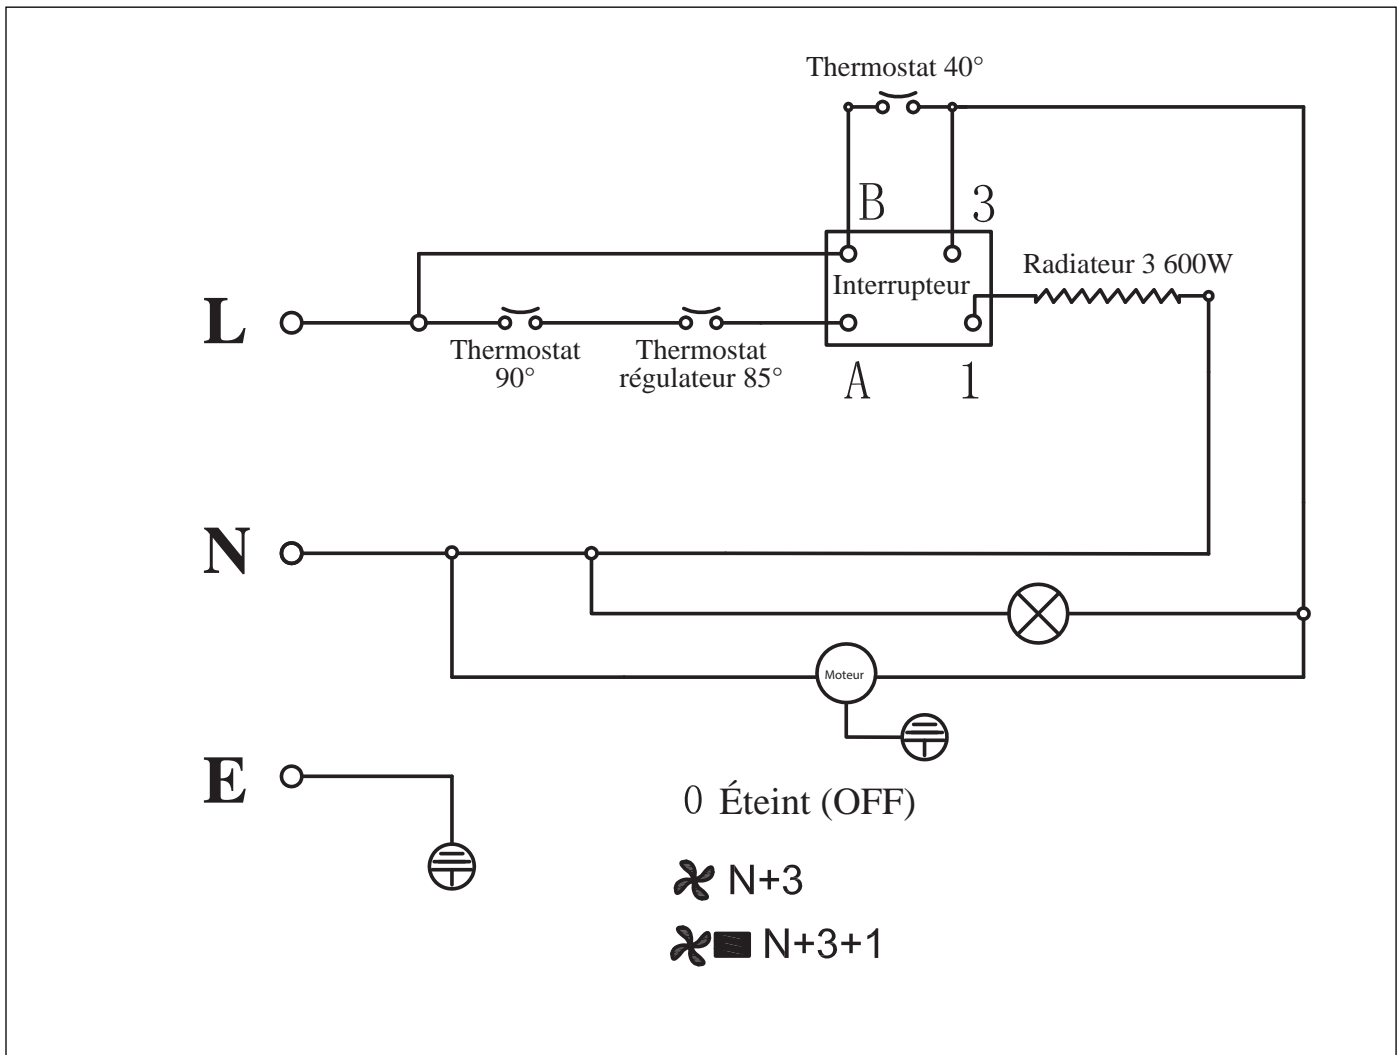 Thermostat 40°
B 3
Radiateur 3 600W
Interrupteur
L
Thermostat
90°
Thermostat
régulateur 85°
A 1
N
Moteur
E
0 Éteint (OFF)
N+3
N+3+1